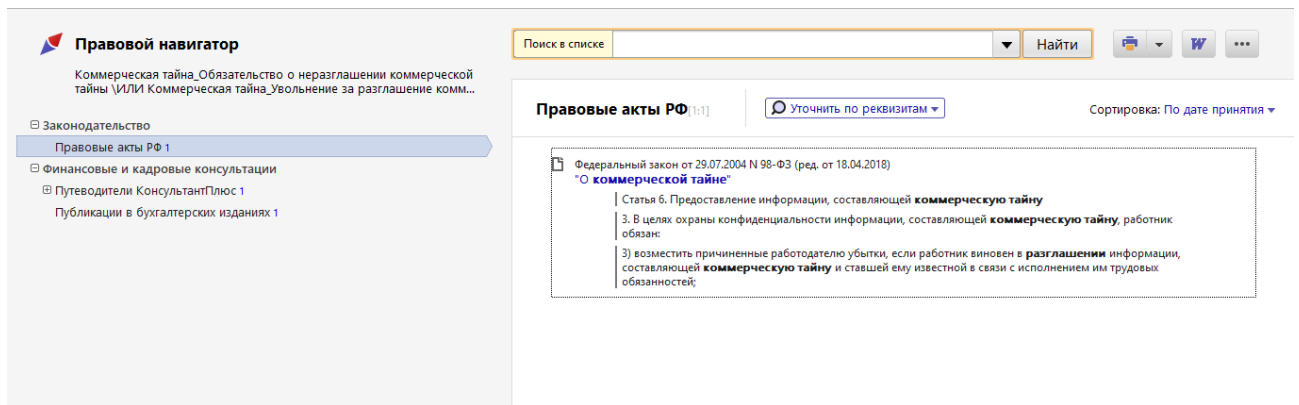 Правовой навигатор
Коммерческая тайна_Обязательство о неразглашении коммерческой
тайны \ИЛИ Коммерческая тайна_Увольнение за разглашение комм...
Законодательство
Правовые акты РФ 1
Финансовые и кадровые консультации
Путеводители КонсультантПлюс 1
Публикации в бухгалтерских изданиях 1
Поиск в списке
Найти
W
Правовые акты РФ[1:1]
Уточнить по реквизитам
Сортировка: По дате принятия
Федеральный закон от 29.07.2004 N 98-ФЗ (ред. от 18.04.2018)
"О коммерческой тайне"
Статья 6. Предоставление информации, составляющей коммерческую тайну
3. В целях охраны конфиденциальности информации, составляющей коммерческую тайну, работник
обязан:
3) возместить причиненные работодателю убытки, если работник виновен в разглашении информации,
составляющей коммерческую тайну и ставшей ему известной в связи с исполнением им трудовых
обязанностей;